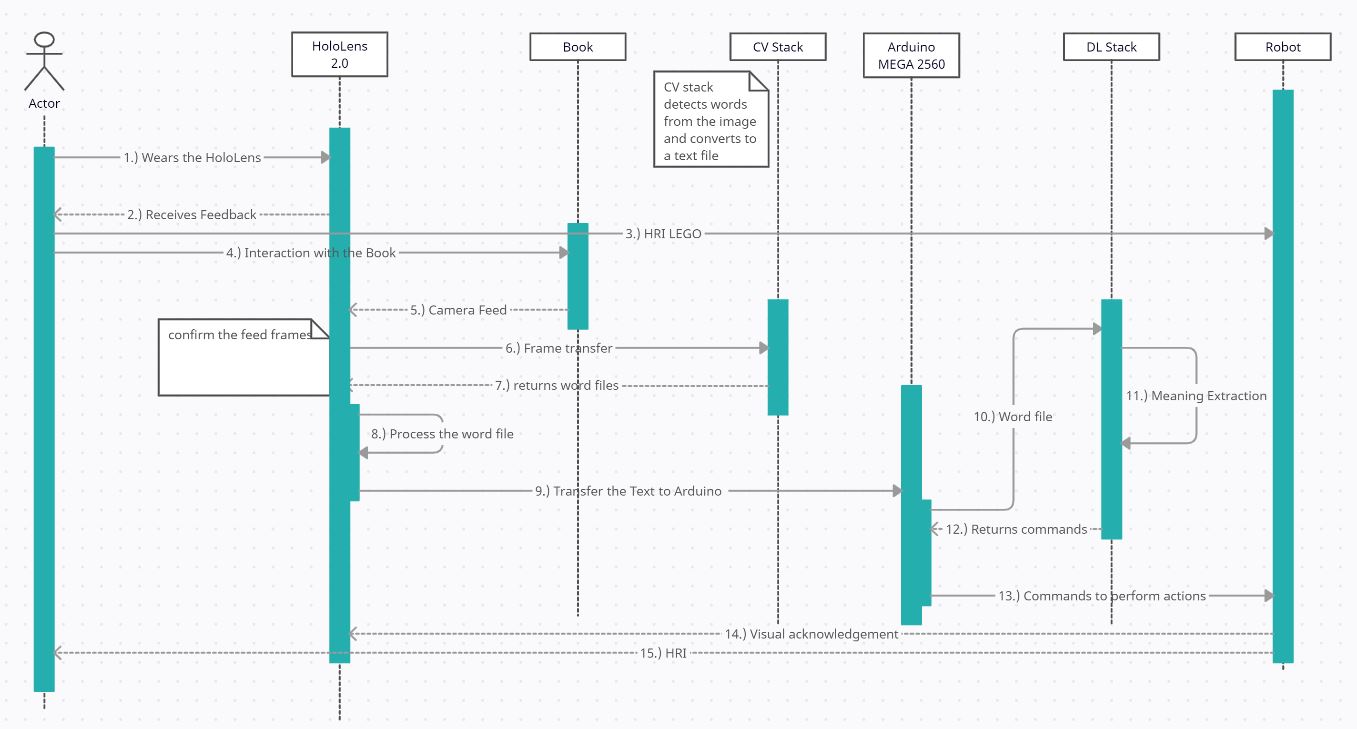 HoloLens
2.0
Book
CV Stack
Arduino
MEGA 2560
DL Stack
Robot
Actor
CV stack
detects words
from the image
and converts to
a text file
1.) Wears the HoloLens
2.) Receives Feedback
3.) HRI LEGO
4.) Interaction with the Book
5.) Camera Feed
confirm the feed frames
6.) Frame transfer
7.) returns word files
11.) Meaning Extraction
10.) Word file
8.) Process the word file
9.) Transfer the Text to Arduino
12.) Returns commands
13.) Commands to perform actions
14.) Visual acknowledgement
15.) HRI